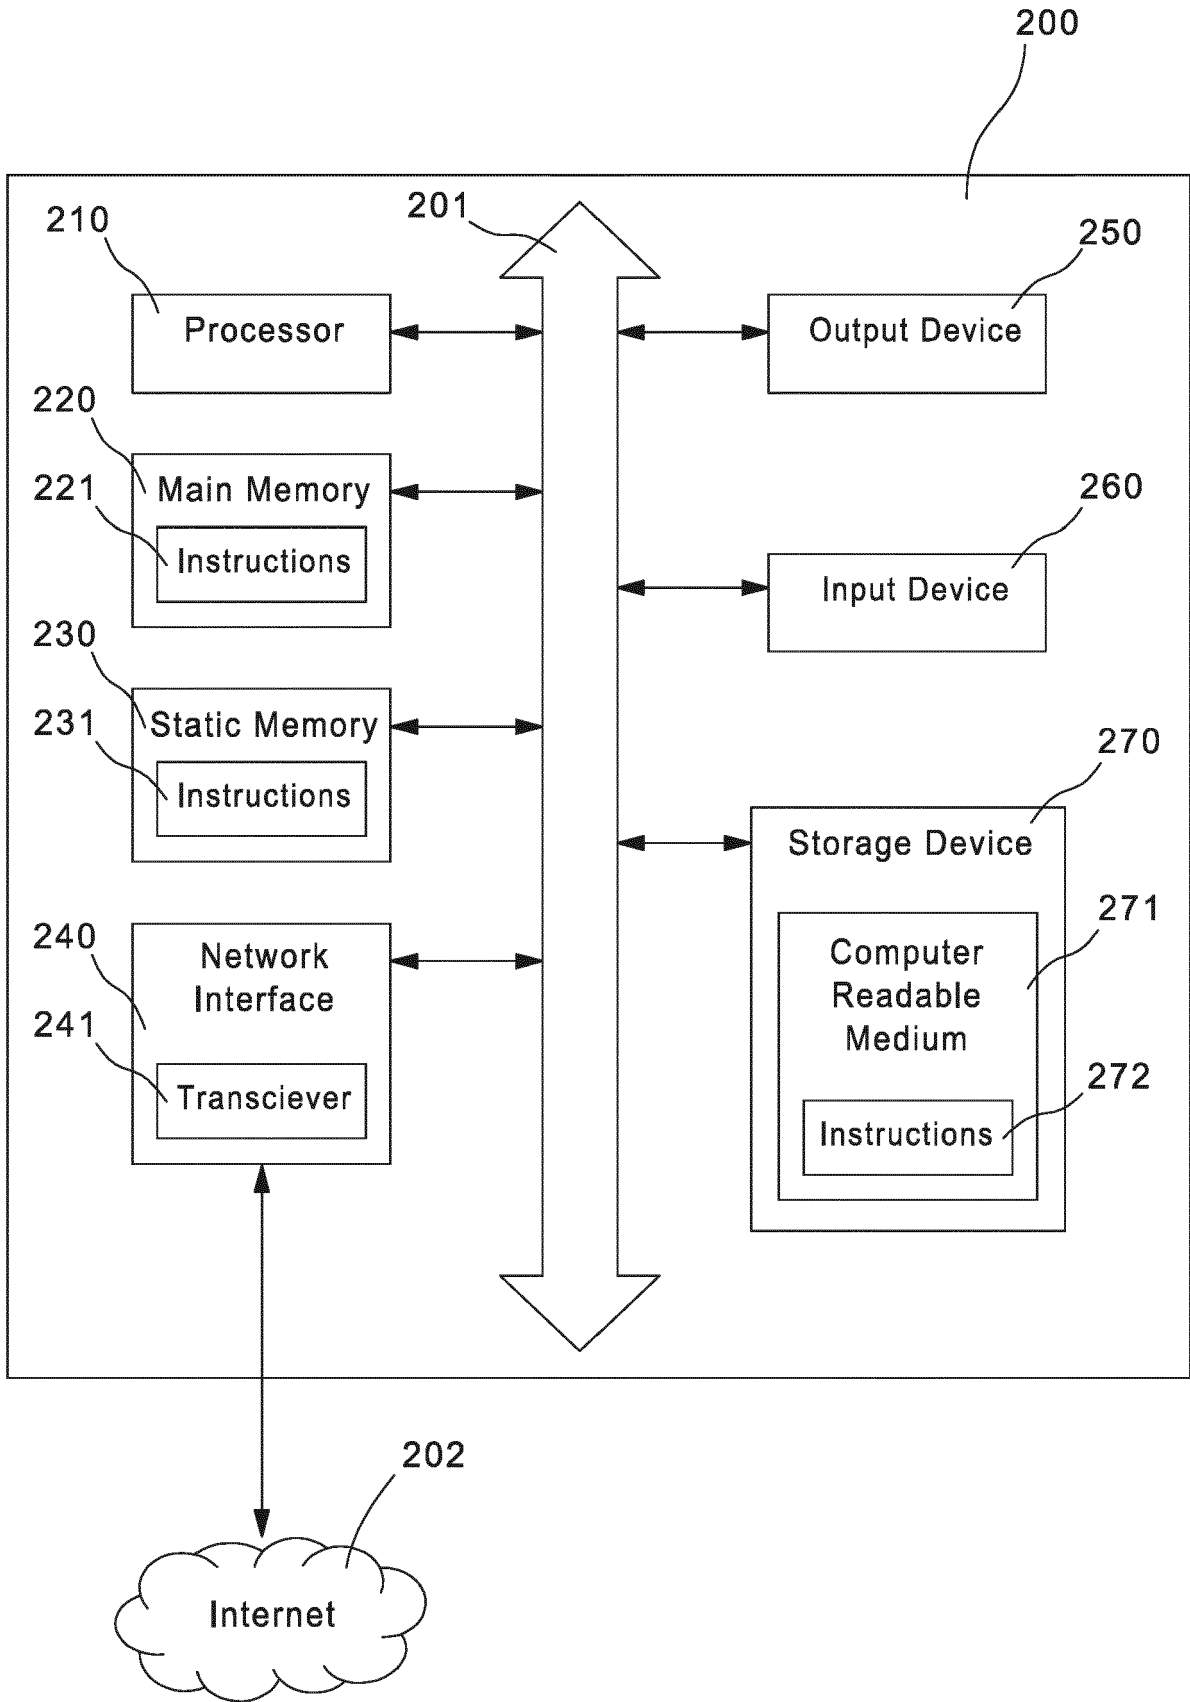 200
210
201
250
Processor
Output Device
220
Main Memory
221
Instructions
260
Input Device
230
Static Memory
231
Instructions
270
Storage Device
240
Network
Interface
271
Computer
Readable
Medium
241
Transciever
272
Instructions
202
Internet